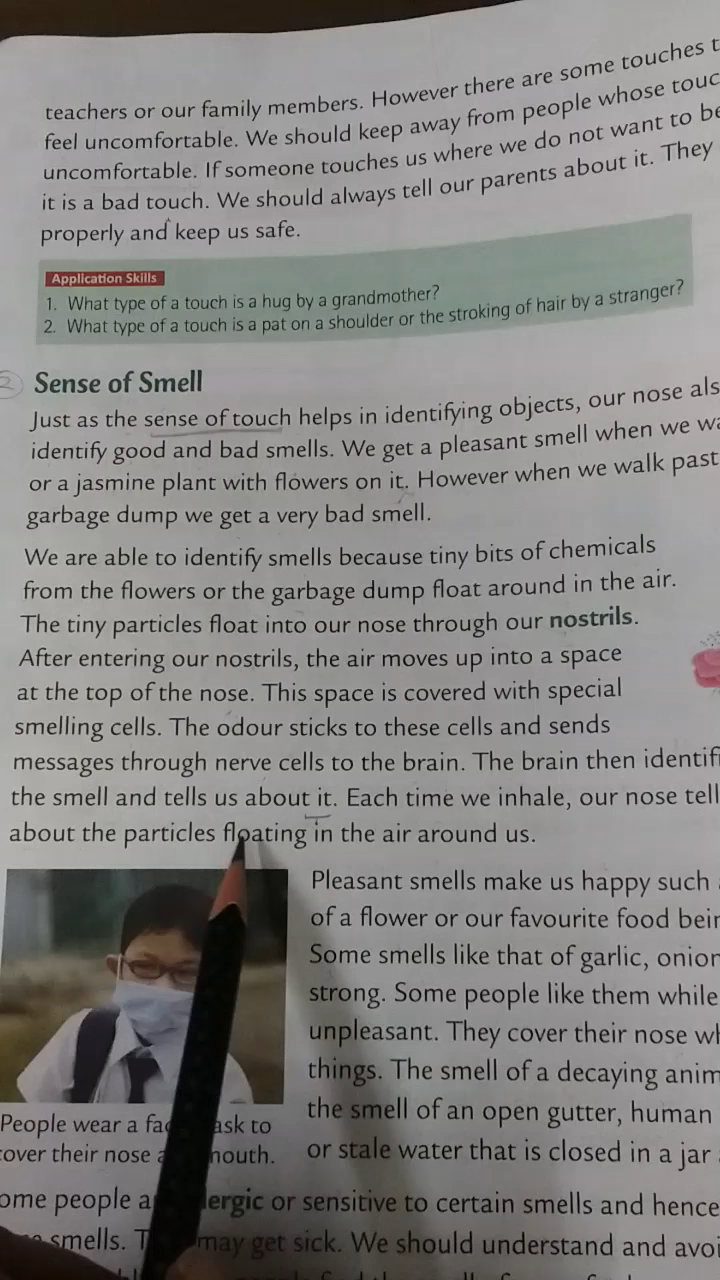 teachers or our family members. However there are some touches t
feel uncomfortable. We should keep away from people whose touc
uncomfortable. If someone touches us where we do not want to be
it is a bad touch. We should always tell our parents about it. They
properly and keep us safe.
Application Skills
1. What type of a touch is a hug by a grandmother?
2. What type of a touch is a pat on a shoulder or the stroking of hair by a stranger?
2
Sense of Smell
Just as the sense of touch helps in identifying objects, our nose als
identify good and bad smells. We get a pleasant smell when we wa
or a jasmine plant with flowers on it. However when we walk past
garbage dump we get a very bad smell.
We are able to identify smells because tiny bits of chemicals
from the flowers or the garbage dump float around in the air.
The tiny particles float into our nose through our nostrils.
After entering our nostrils, the air moves up into a space
at the top of the nose. This space is covered with special
smelling cells. The odour sticks to these cells and sends
messages through nerve cells to the brain. The brain then identifi
the smell and tells us about it. Each time we inhale, our nose tell
about the particles floating in the air around us.
Pleasant smells make us happy such
of a flower or our favourite food bein
Some smells like that of garlic, onion
strong. Some people like them while
unpleasant. They cover their nose wh
things. The smell of a decaying anim
the smell of an open gutter, human
or stale water that is closed in a jar
People wear a fac ask to
over their nose a mouth.
ome people a lergic or sensitive to certain smells and hence
smells. T may get sick. We should understand and avoi